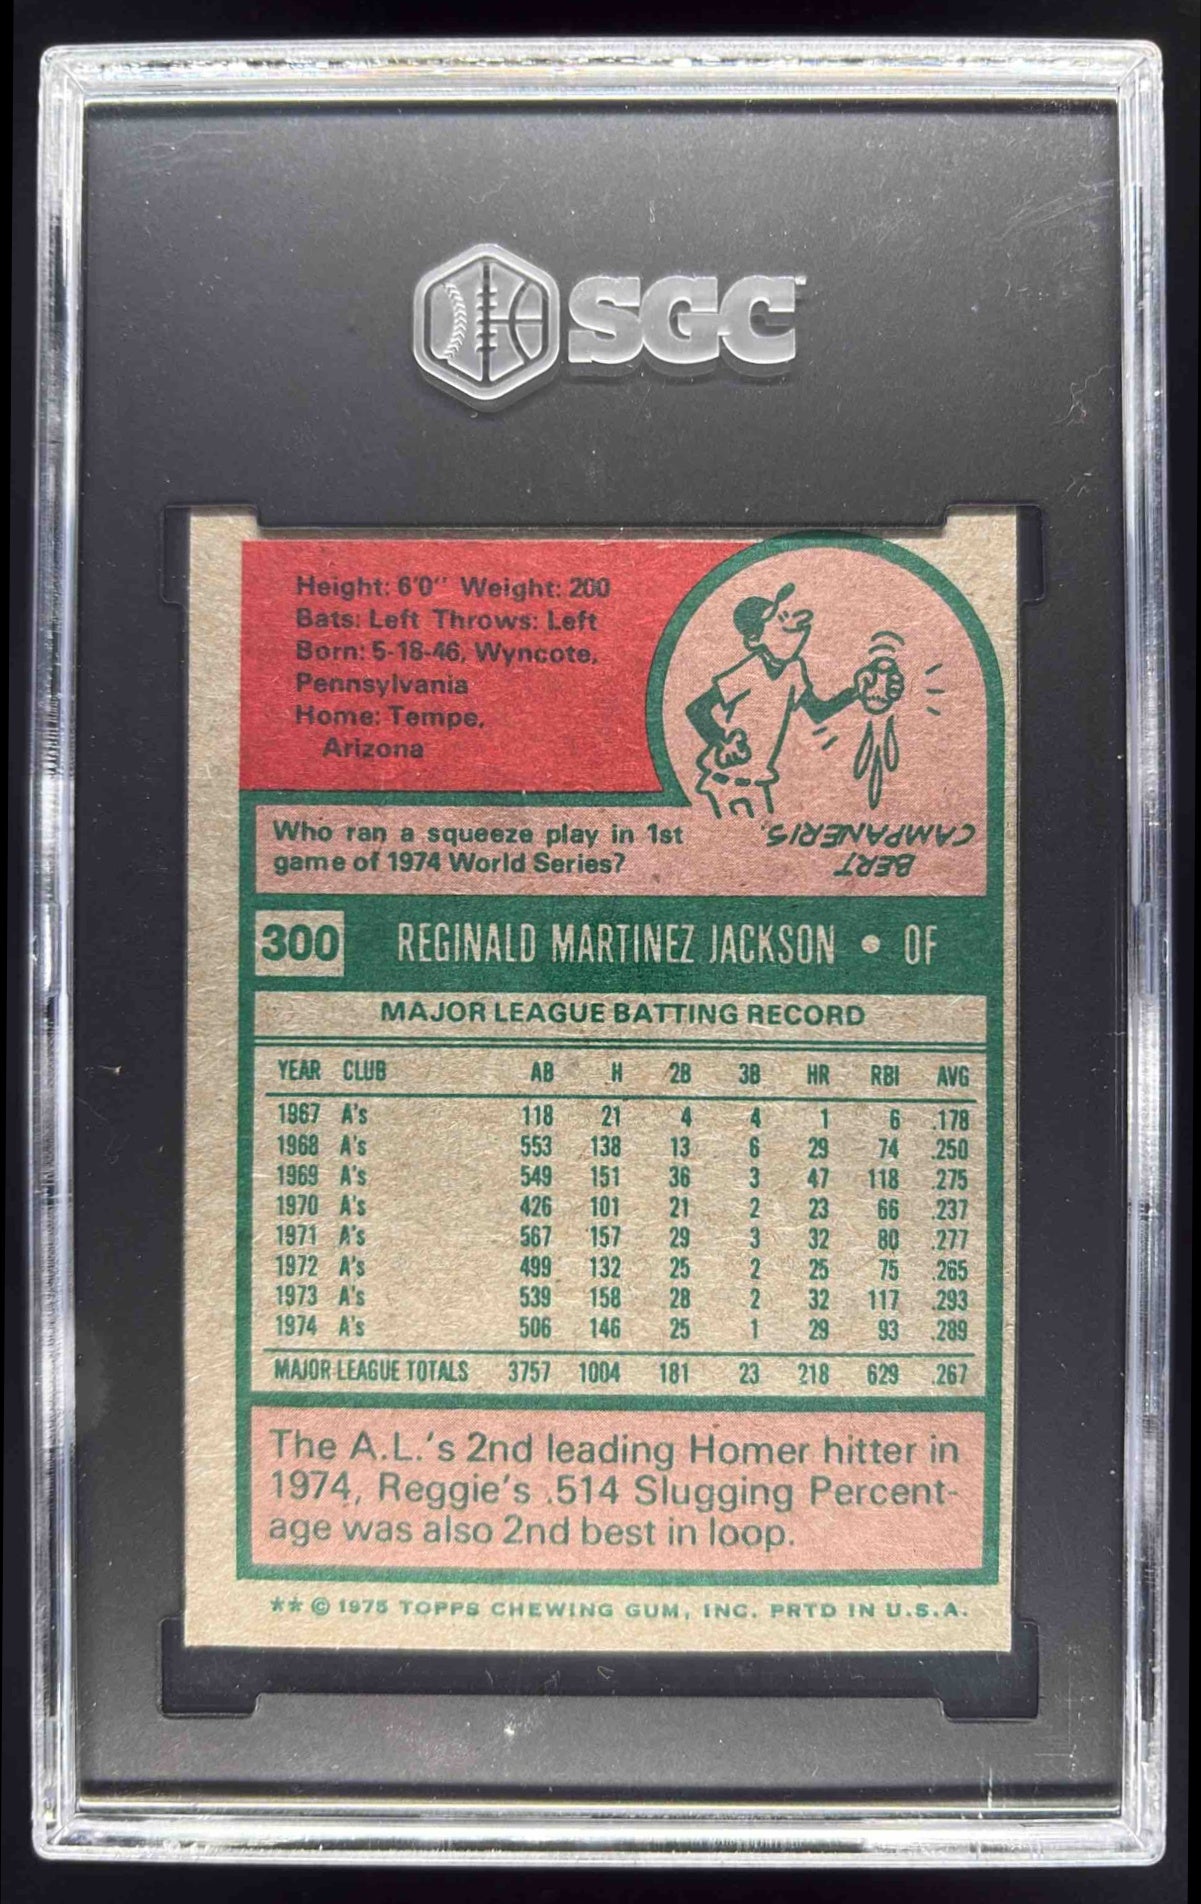 SGC
Height: 6'0" Weight: 200
Bats: Left Throws: Left
Born: 5-18-46, Wyncote,
Pennsylvania
Home: Tempe,
Arizona
Who ran a squeeze play in 1st
game of 1974 World Series?
BERT
CAMPANERIS.
300 REGINALD MARTINEZ JACKSON • OF
MAJOR LEAGUE BATTING RECORD
YEAR CLUB AB H 2B 3B HR RBI AVG
1967 A's 118 21 4 4 1 6 .178
1968 A's 553 138 13 6 29 74 .250
1969 A's 549 151 36 3 47 118 .275
1970 A's 426 101 21 2 23 66 .237
1971 A's 567 157 29 3 32 80 .277
1972 A's 499 132 25 2 25 75 .265
1973 A's 539 158 28 2 32 117 .293
1974 A's 506 146 25 1 29 93 .289
MAJOR LEAGUE TOTALS 3757 1004 181 23 218 629 .267
The A.L.'s 2nd leading Homer hitter in
1974, Reggie's .514 Slugging Percent-
age was also 2nd best in loop.
** © 1975 TOPPS CHEWING GUM, INC. PRTD IN U.S.A.